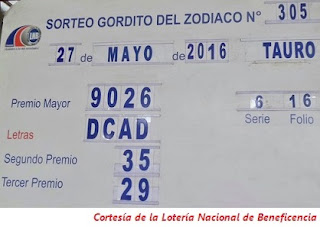 SORTEO GORDITO DEL ZODIACO N° 305
27 de MAYO de 2016 TAURO
Premio Mayor 9026 6 16
Serie Folio
Letras DCAD
Segundo Premio 35
Tercer Premio 29
Cortesía de la Lotería Nacional de Beneficencia